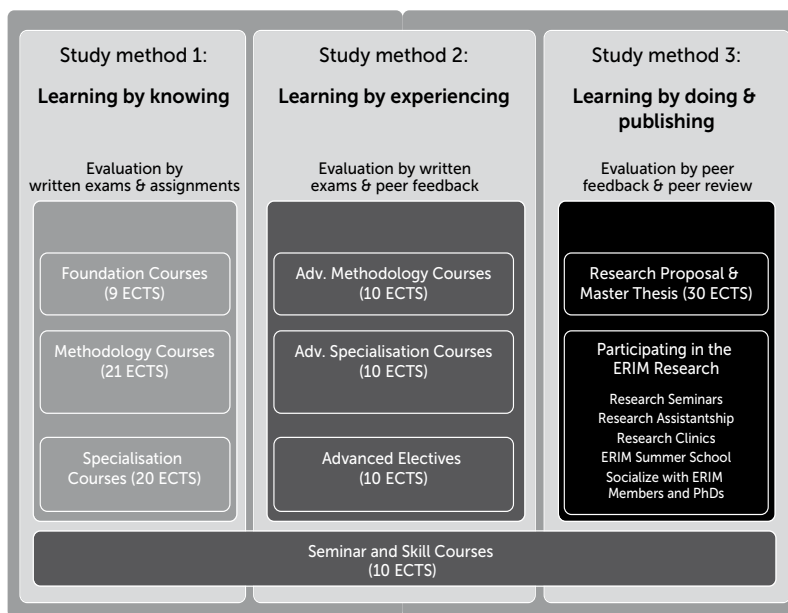 Study method 1:
Learning by knowing
Evaluation by
written exams & assignments
Foundation Courses
(9 ECTS)
Methodology Courses
(21 ECTS)
Specialisation
Courses (20 ECTS)
Study method 2:
Learning by experiencing
Evaluation by written
exams & peer feedback
Adv. Methodology Courses
(10 ECTS)
Adv. Specialisation Courses
(10 ECTS)
Advanced Electives
(10 ECTS)
Study method 3:
Learning by doing &
publishing
Evaluation by peer
feedback & peer review
Research Proposal &
Master Thesis (30 ECTS)
Participating in the
ERIM Research
Research Seminars
Research Assistantship
Research Clinics
ERIM Summer School
Socialize with ERIM
Members and PhDs
Seminar and Skill Courses
(10 ECTS)